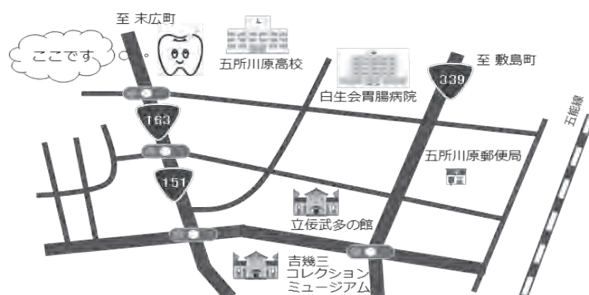 至 末広町
ここです
五所川原高校
白生会胃腸病院
至 敷島町
339
五能線
163
五所川原郵便局
151
立佞武多の館
吉幾三
コレクション
ミュージアム